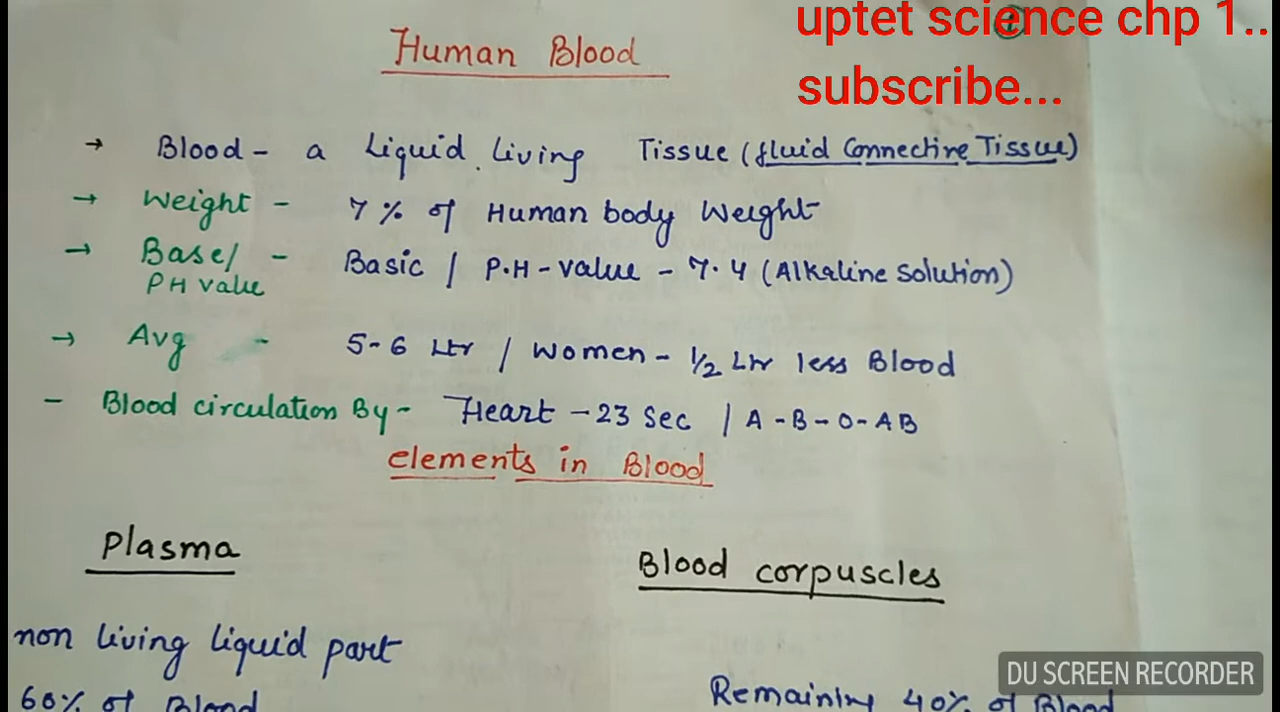 uptet science chp 1..
subscribe...
Human Blood
→ Blood - a Liquid Living Tissue (fluid Connective Tissue)
→ Weight - 7% of Human body Weight
→ Base/ - Basic / P.H - value - 7.4 (Alkaline Solution)
PH value
→ Avg - 5-6 Ltr / Women - 1/2 Ltr less Blood
- Blood circulation By - Heart - 23 Sec / A - B - O - AB
elements in Blood
Plasma
Blood corpuscles
non living liquid part
60% of Blood
Remaining 40% of Blood
DU SCREEN RECORDER